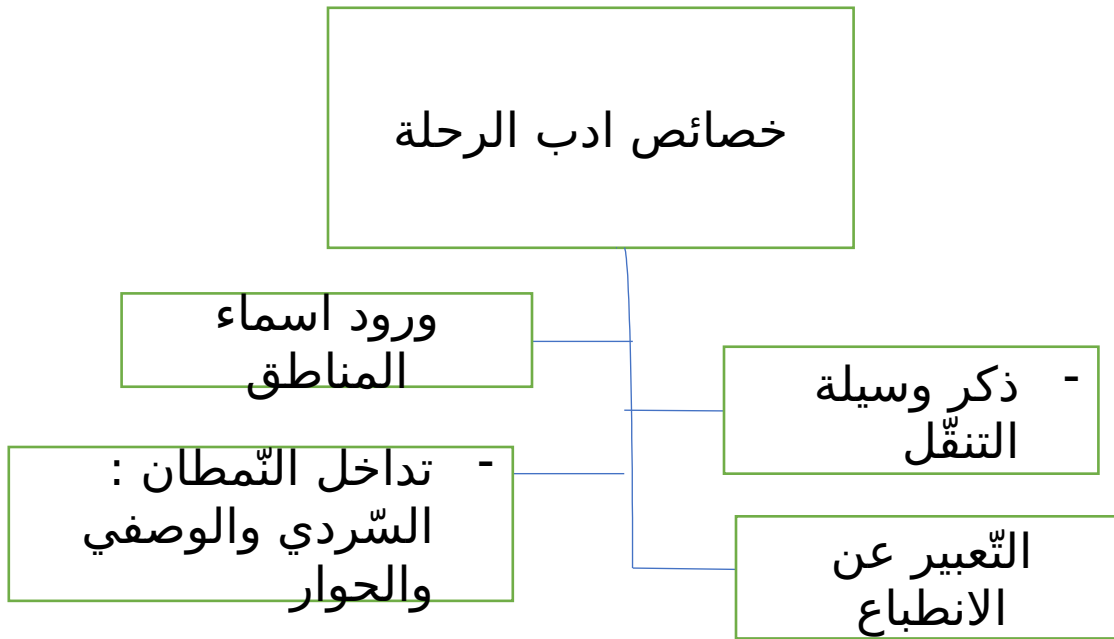 خصائص ادب الرحلة
ورود اسماء
المناطق
- ذكر وسيلة
التنقّل
- تداخل النّمطان :
السّردي والوصفي
والحوار
التّعبير عن
الانطباع